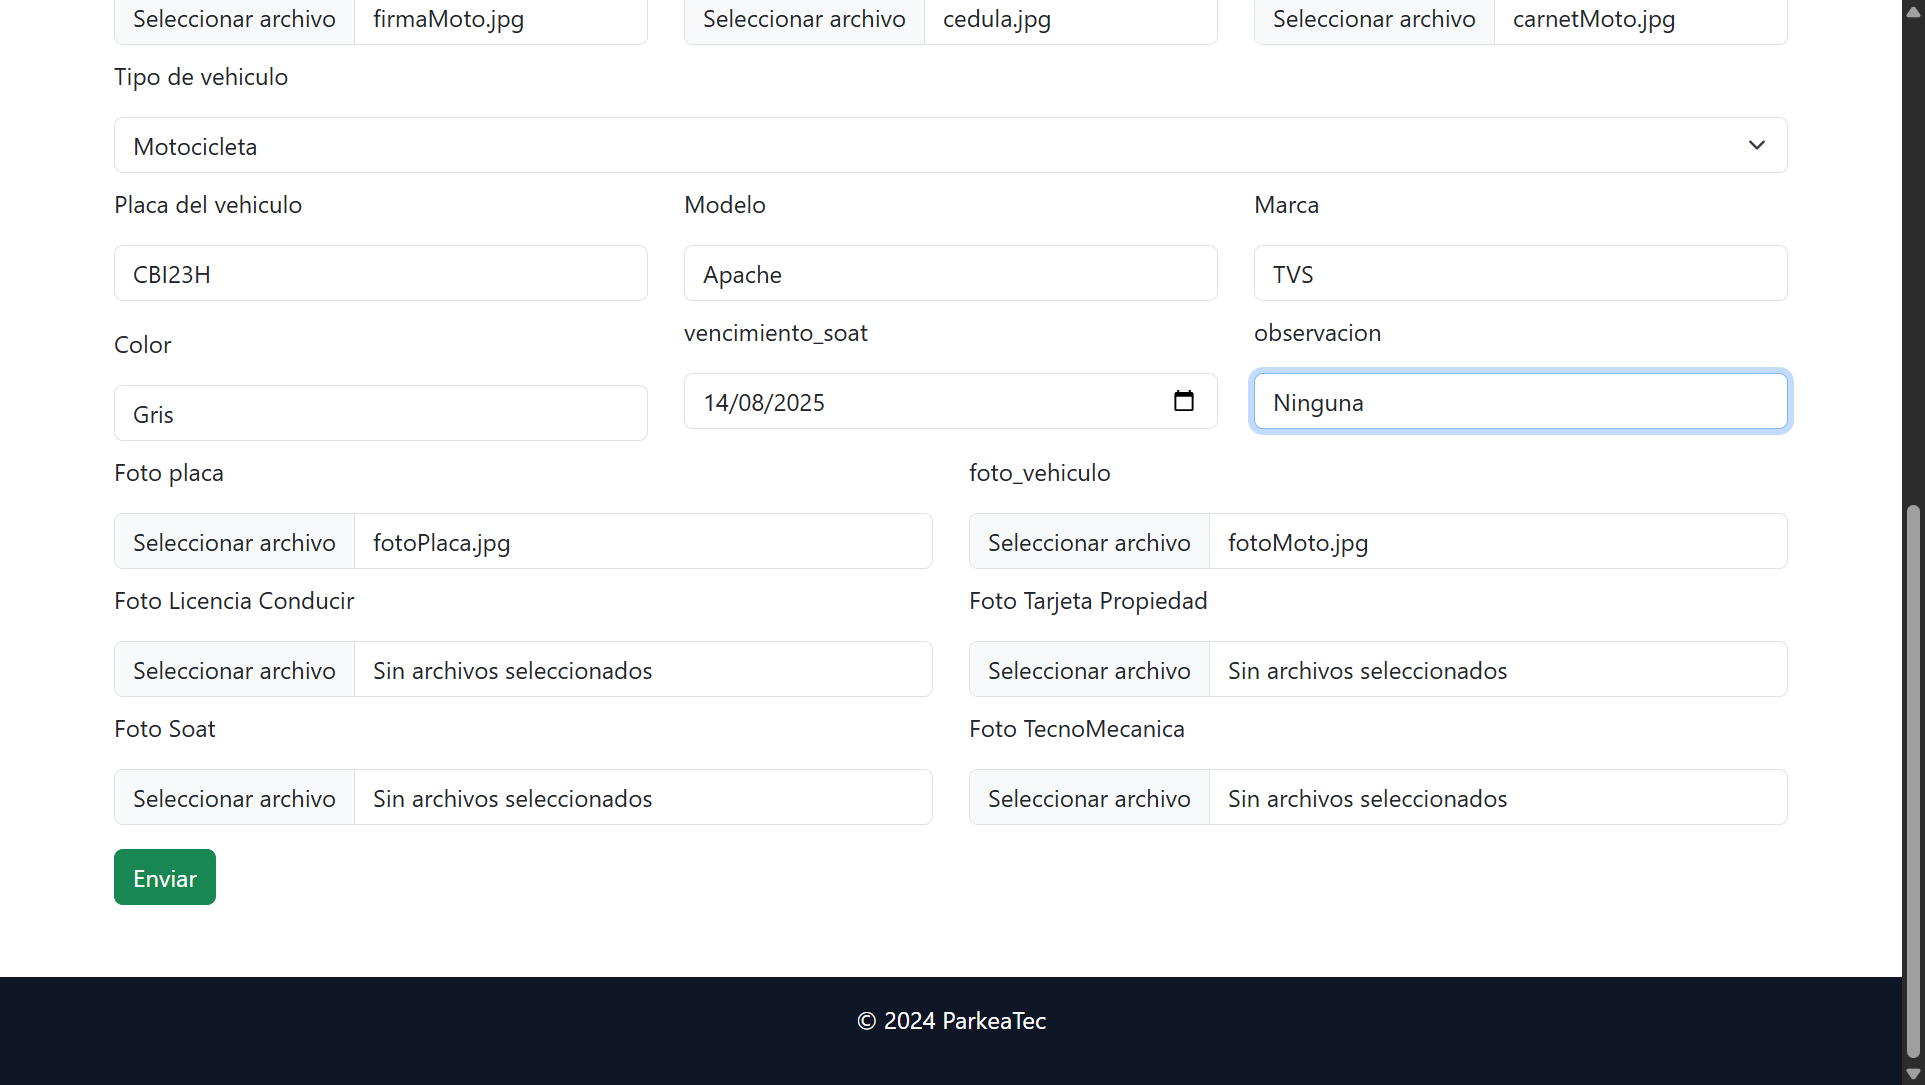 Seleccionar archivo firmaMoto.jpg Seleccionar archivo cedula.jpg Seleccionar archivo carnetMoto.jpg
Tipo de vehiculo
Motocicleta
Placa del vehiculo Modelo Marca
CBI23H Apache TVS
Color vencimiento_soat observacion
Gris 14/08/2025 Ninguna
Foto placa foto_vehiculo
Seleccionar archivo fotoPlaca.jpg Seleccionar archivo fotoMoto.jpg
Foto Licencia Conducir Foto Tarjeta Propiedad
Seleccionar archivo Sin archivos seleccionados Seleccionar archivo Sin archivos seleccionados
Foto Soat Foto TecnoMecanica
Seleccionar archivo Sin archivos seleccionados Seleccionar archivo Sin archivos seleccionados
Enviar
© 2024 ParkeaTec